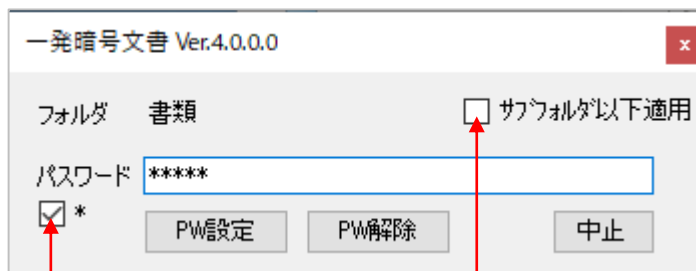 一発暗号文書 Ver.4.0.0.0
x
フォルダ 書類
サブフォルダ以下適用
パスワード *****
*
PW設定 PW解除 中止